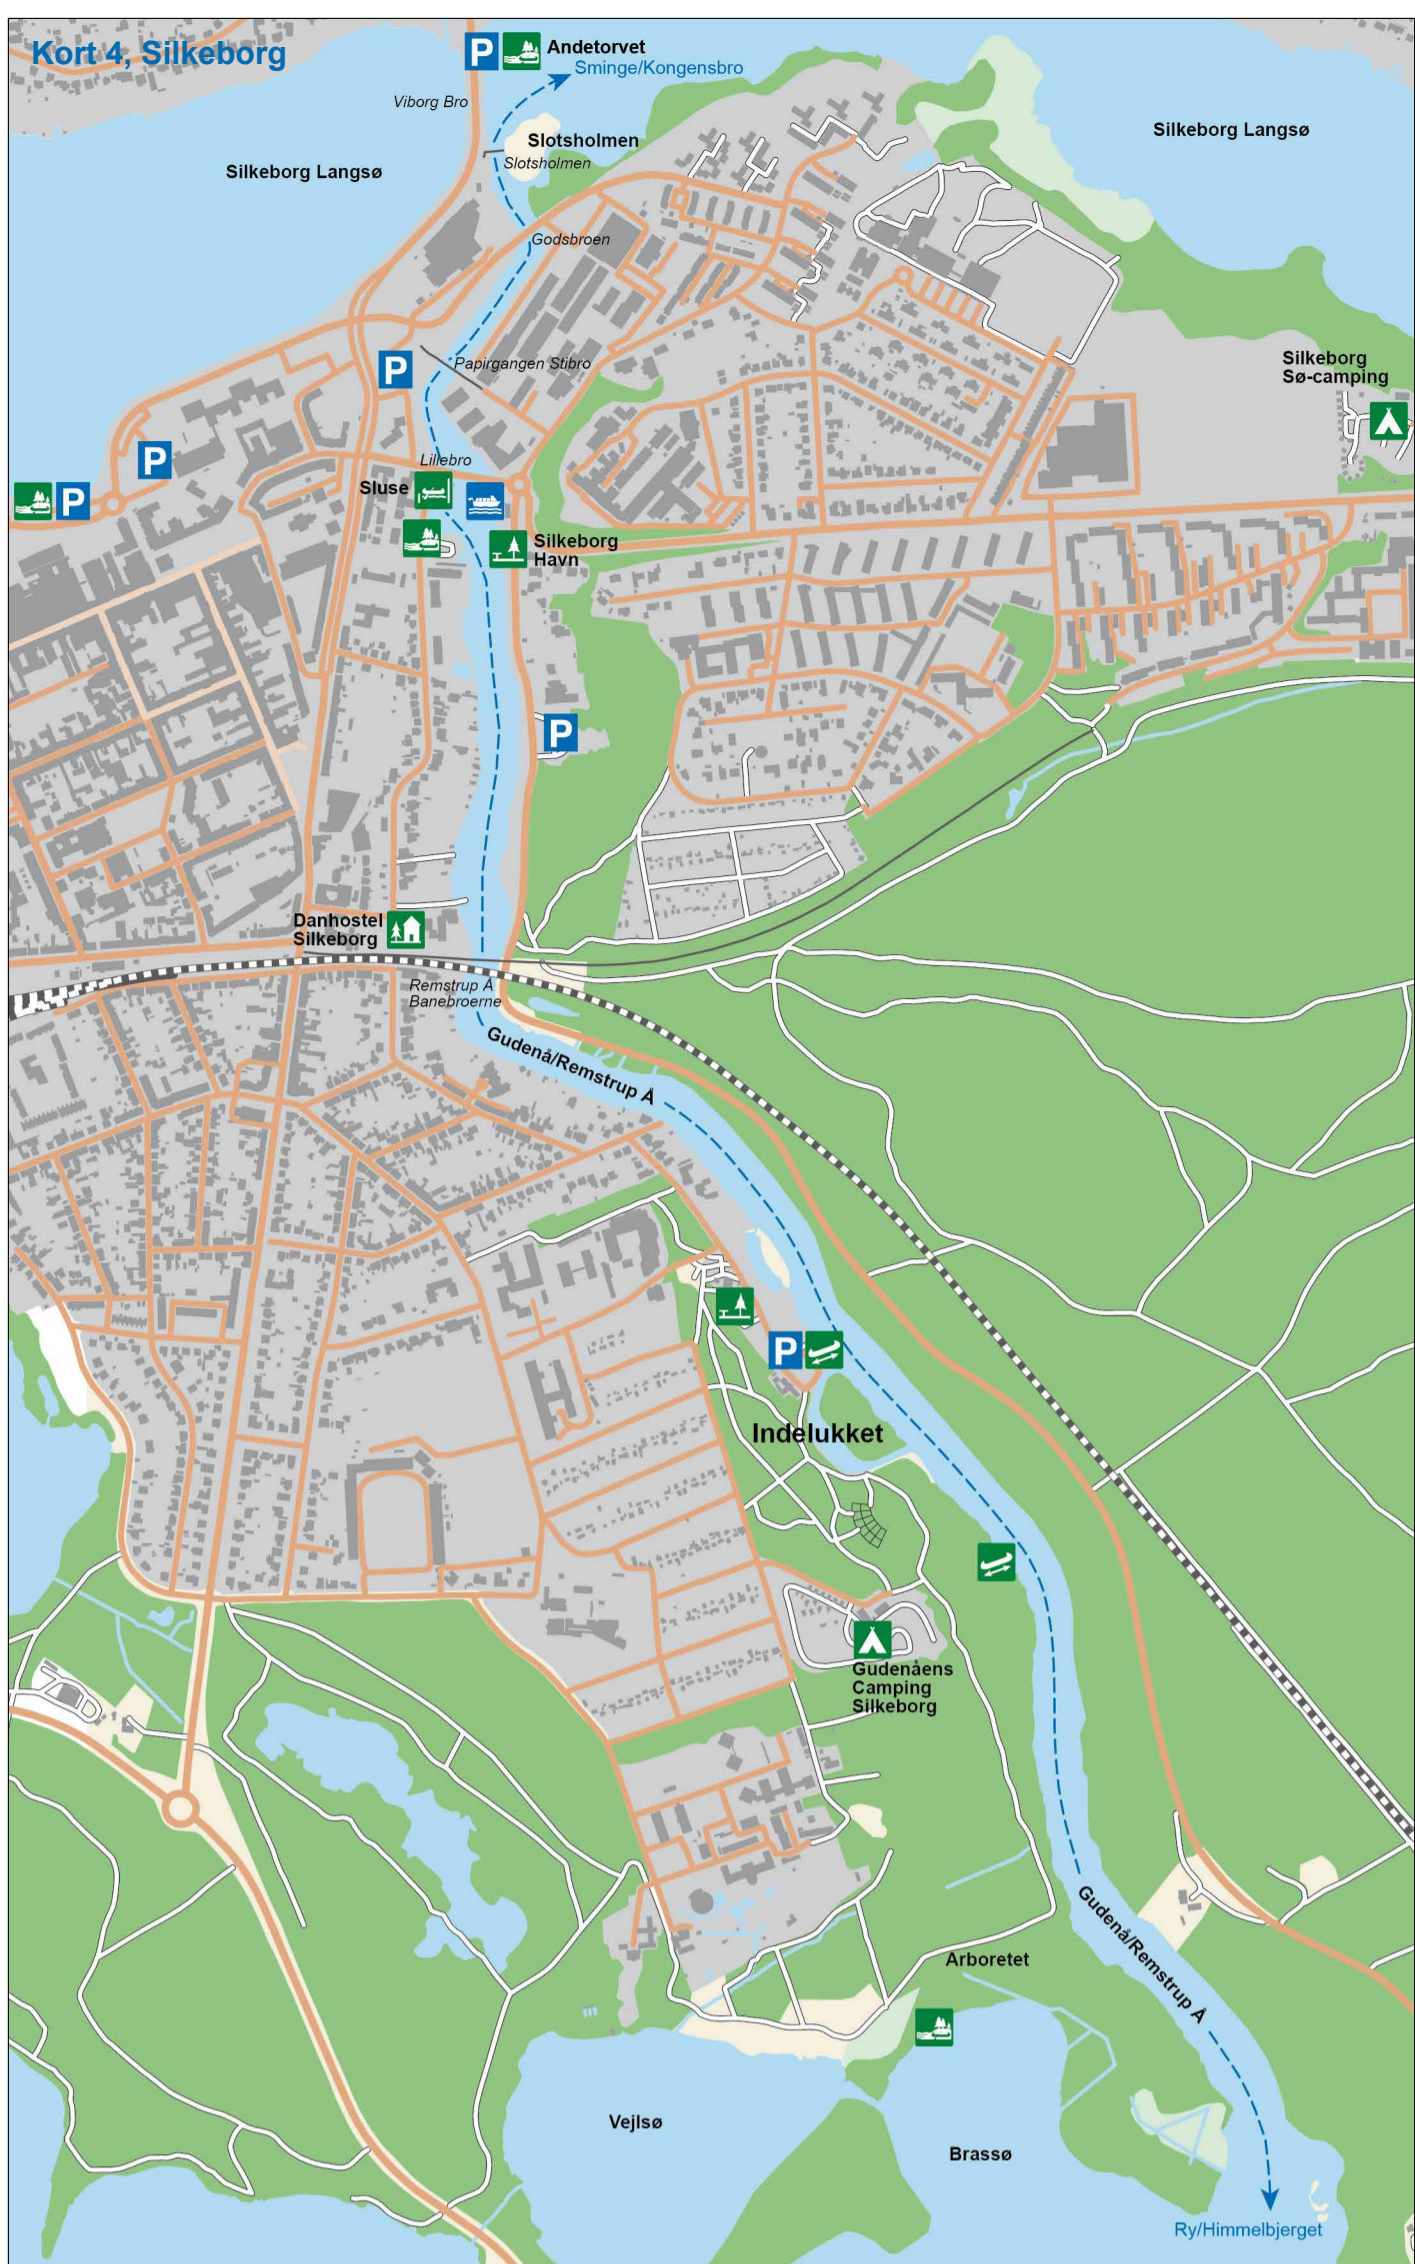 Kort 4, Silkeborg
P
Andetorvet
Sminge/Kongensbro
Viborg Bro
Slotsholmen
Slotsholmen
Silkeborg Langsø
Silkeborg Langsø
Godsbroen
Papirgangen Stibro
P
Silkeborg
Sø-camping
P
Lillebro
Sluse
P
Silkeborg
Havn
P
Danhostel
Silkeborg
Remstrup Å
Banebroerne
Gudenå/Remstrup Å
P
Indelukket
Gudenåens
Camping
Silkeborg
Gudenå/Remstrup Å
Arboretet
Vejlsø
Brassø
Ry/Himmelbjerget